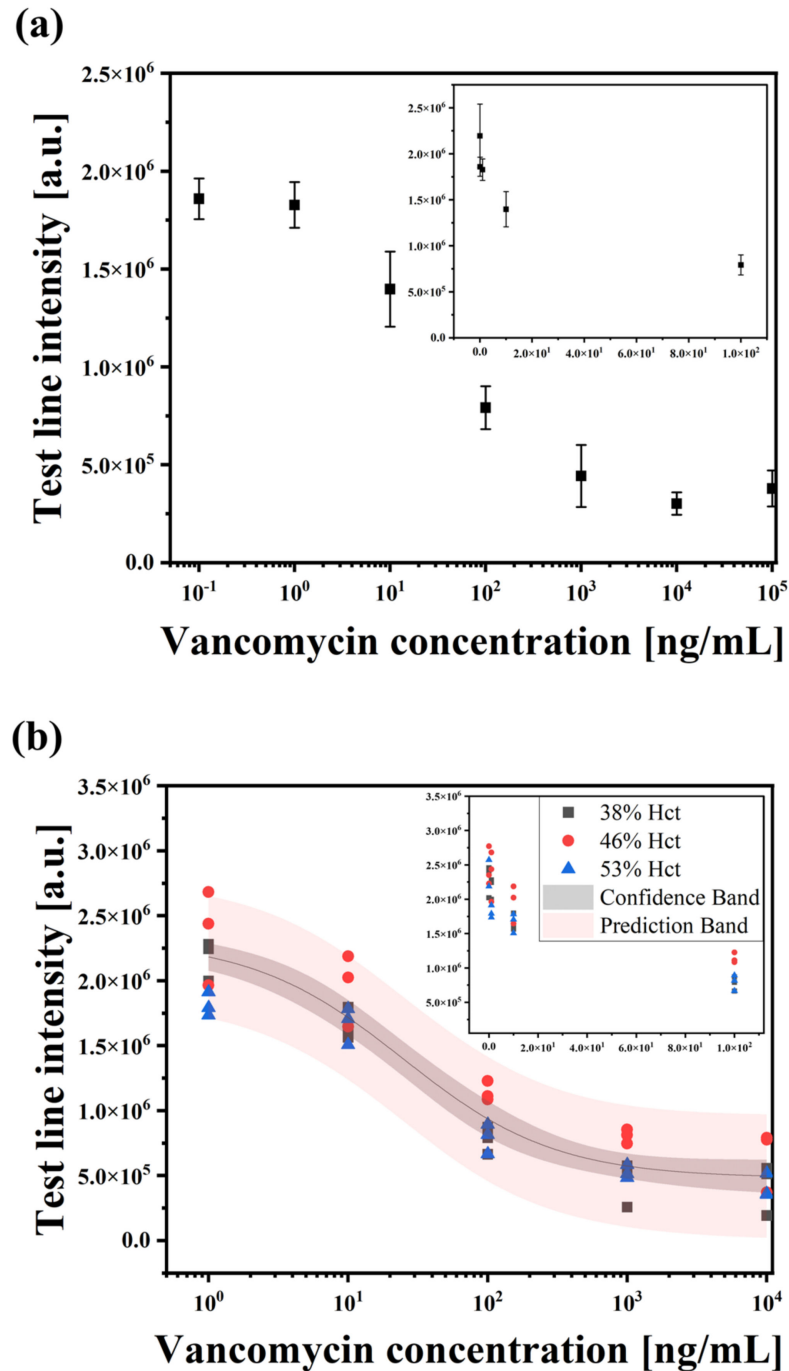 (a)
2.5×10⁶
2.0×10⁶
1.5×10⁶
1.0×10⁶
5.0×10⁵
0.0
Test line intensity [a.u.]
2.5×10⁶
2.0×10⁶
1.5×10⁶
1.0×10⁶
5.0×10⁵
0.0
0.0 2.0×10¹ 4.0×10¹ 6.0×10¹ 8.0×10¹ 1.0×10²
10⁻¹ 10⁰ 10¹ 10² 10³ 10⁴ 10⁵
Vancomycin concentration [ng/mL]
(b)
3.5×10⁶
3.0×10⁶
2.5×10⁶
2.0×10⁶
1.5×10⁶
1.0×10⁶
5.0×10⁵
0.0
Test line intensity [a.u.]
3.5×10⁶
3.0×10⁶
2.5×10⁶
2.0×10⁶
1.5×10⁶
1.0×10⁶
5.0×10⁵
0.0 2.0×10¹ 4.0×10¹ 6.0×10¹ 8.0×10¹ 1.0×10²
38% Hct
46% Hct
53% Hct
Confidence Band
Prediction Band
10⁰ 10¹ 10² 10³ 10⁴
Vancomycin concentration [ng/mL]